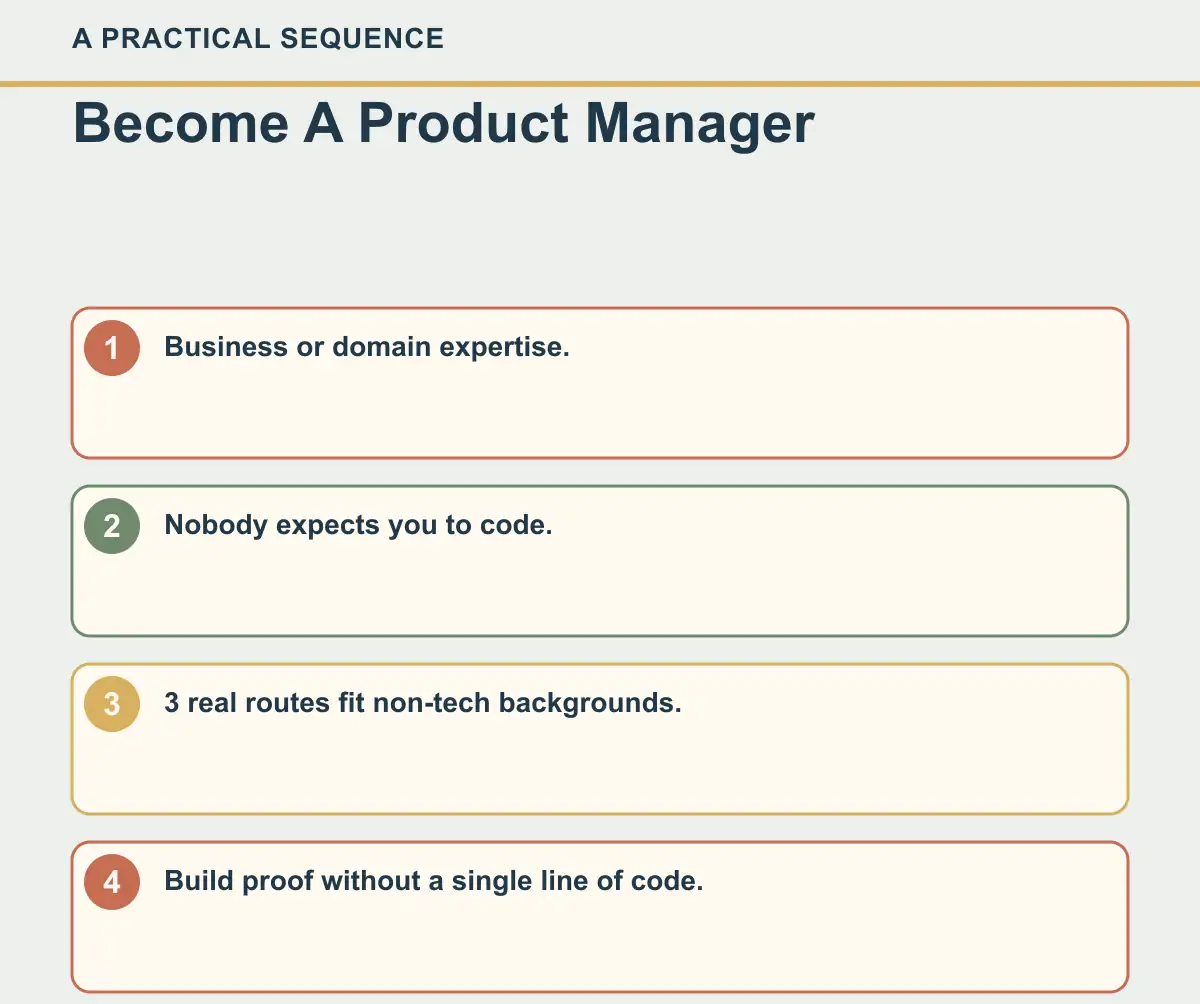 A PRACTICAL SEQUENCE
Become A Product Manager
1 Business or domain expertise.
2 Nobody expects you to code.
3 3 real routes fit non-tech backgrounds.
4 Build proof without a single line of code.